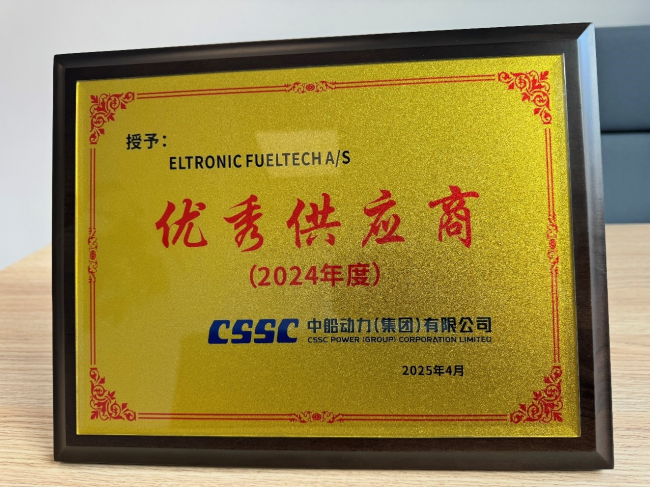 授予：
ELTRONIC FUELTECH A/S
优秀供应商
（2024年度）
CSSC 中船动力（集团）有限公司
CSSC POWER (GROUP) CORPORATION LIMITED
2025年4月